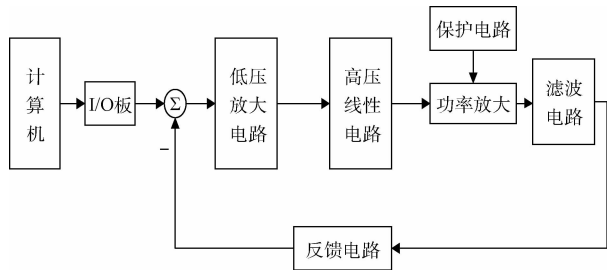 保护电路
计
算
机
I/O板
Σ
低压
放大
电路
高压
线性
电路
功率放大
滤波
电路
−
反馈电路